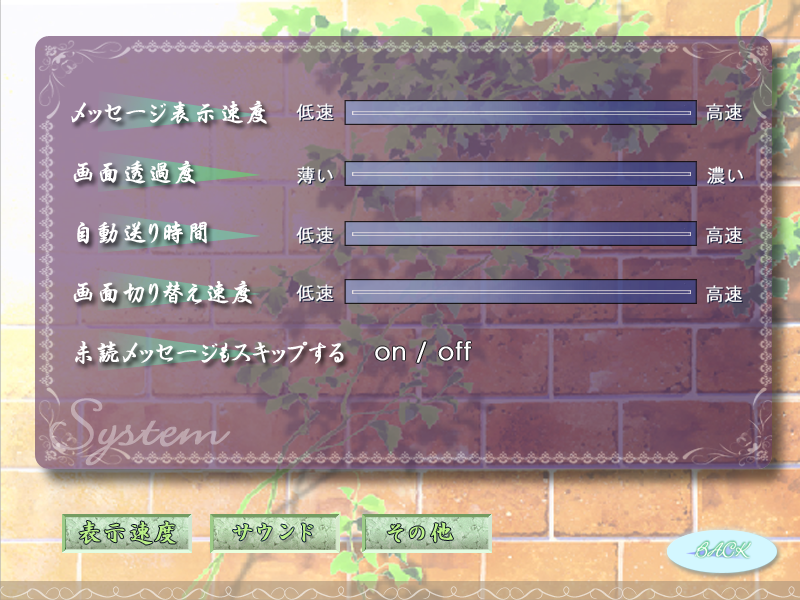 メッセージ表示速度 低速 高速
画面透過度 薄い 濃い
自動送り時間 低速 高速
画面切り替え速度 低速 高速
未読メッセージもスキップする on / off
System
表示速度 サウンド その他
BACK